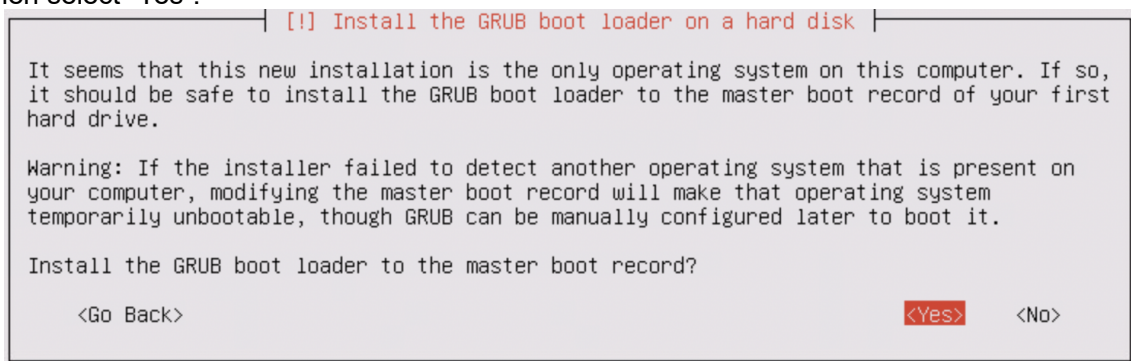 then select "Yes".
[!] Install the GRUB boot loader on a hard disk
It seems that this new installation is the only operating system on this computer. If so,
it should be safe to install the GRUB boot loader to the master boot record of your first
hard drive.
Warning: If the installer failed to detect another operating system that is present on
your computer, modifying the master boot record will make that operating system
temporarily unbootable, though GRUB can be manually configured later to boot it.
Install the GRUB boot loader to the master boot record?
<Go Back> <Yes> <No>